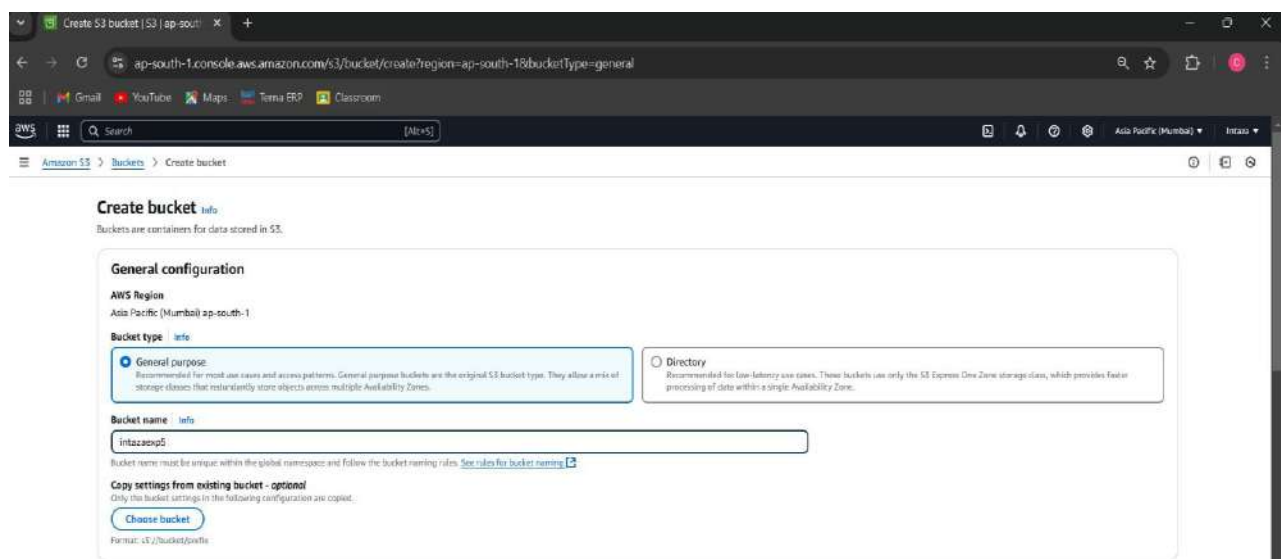 Create S3 bucket | S3 | ap-sout
ap-south-1.console.aws.amazon.com/s3/bucket/create?region=ap-south-1&bucketType=general
Gmail YouTube Maps Terna ERP Classroom
aws Search [Alt+S] Asia Pacific (Mumbai)
Amazon S3 > Buckets > Create bucket
Create bucket Info
Buckets are containers for data stored in S3.
General configuration
AWS Region
Asia Pacific (Mumbai) ap-south-1
Bucket type Info
General purpose
Recommended for most use cases and access patterns. General purpose buckets are the original S3 bucket type. They allow a mix of
storage classes that redundantly store objects across multiple Availability Zones.
Directory
Recommended for low-latency use cases. These buckets use only the S3 Express One Zone storage class, which provides faster
processing of data within a single Availability Zone.
Bucket name Info
intazaexp5
Bucket name must be unique within the global namespace and follow the bucket naming rules. See rules for bucket naming
Copy settings from existing bucket - optional
Only the bucket settings in the following configuration are copied.
Choose bucket
Format: s3://bucket/prefix